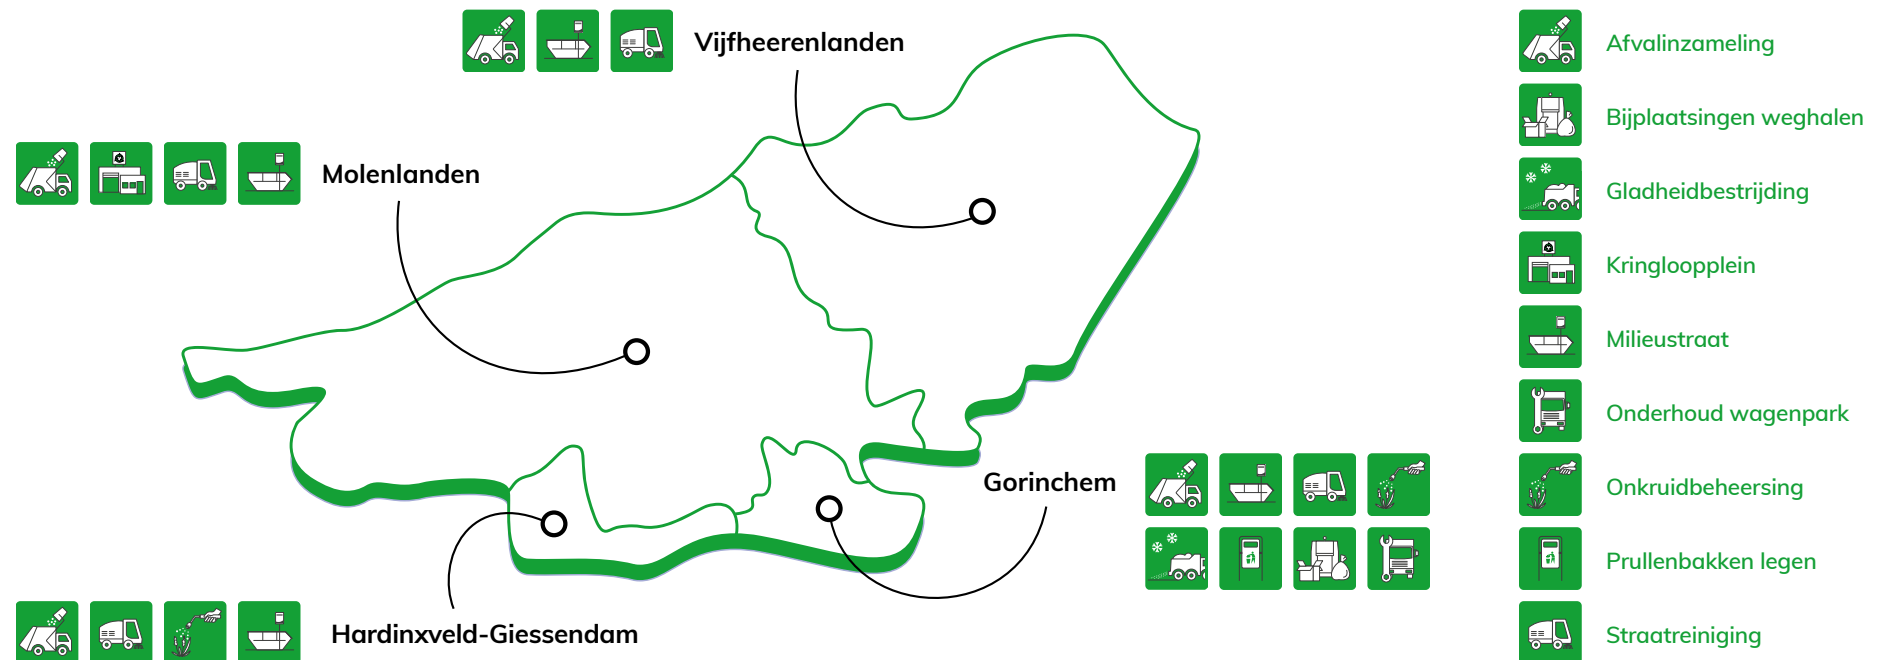 Vijfheerenlanden
Molenlanden
Gorinchem
Hardinxveld-Giessendam
Afvalinzameling
Bijplaatsingen weghalen
Gladheidbestrijding
Kringloopplein
Milieustraat
Onderhoud wagenpark
Onkruidbeheersing
Prullenbakken legen
Straatreiniging